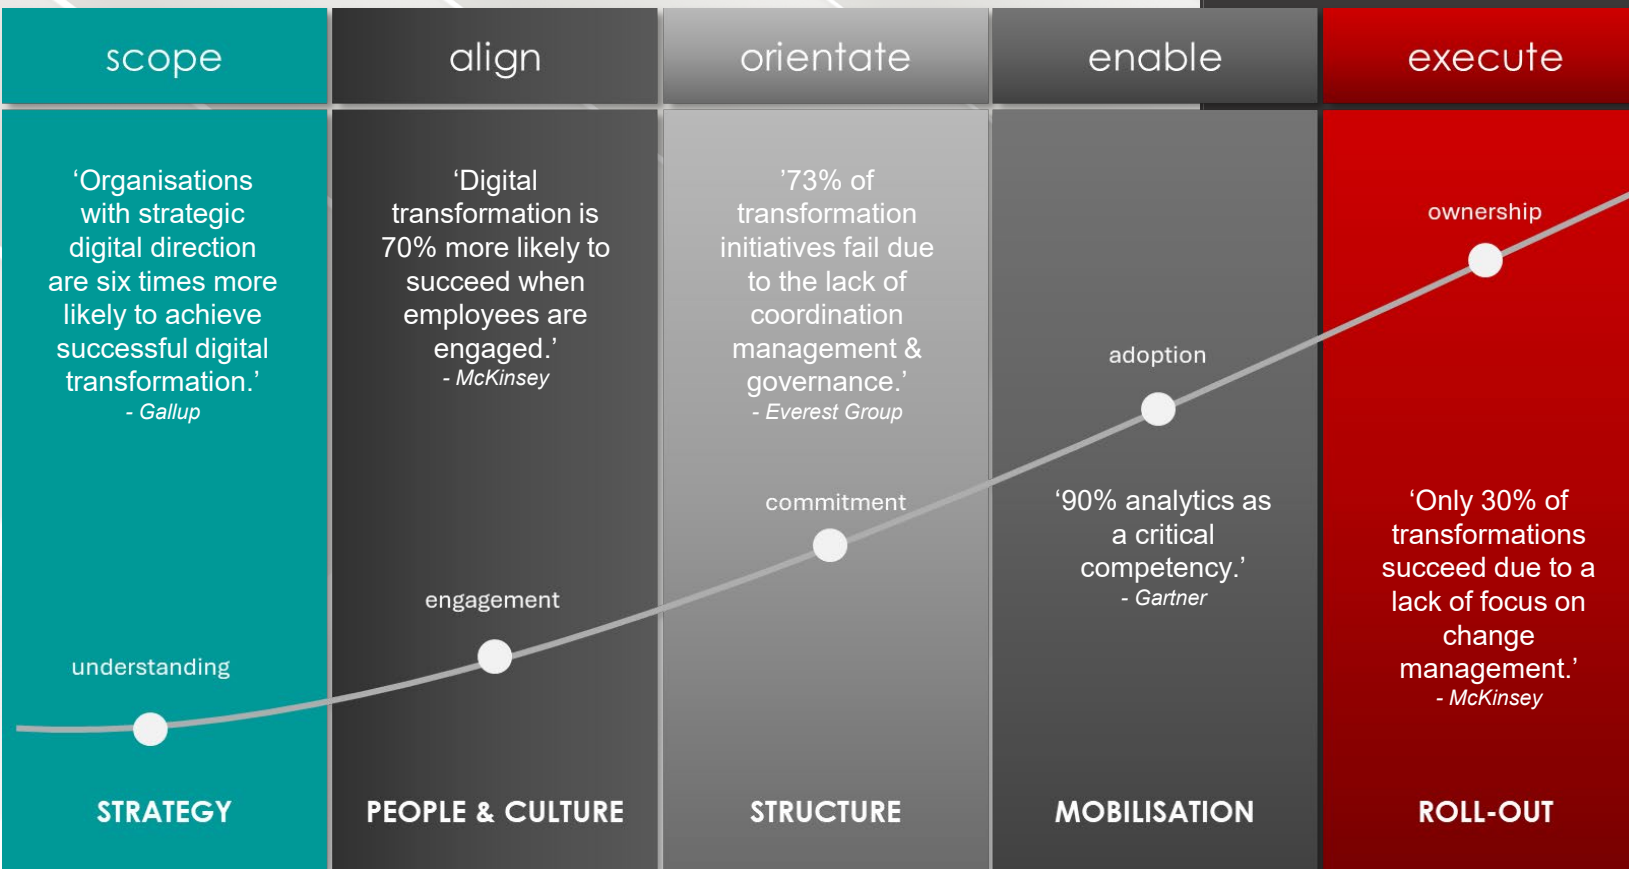 scope
align
orientate
enable
execute
‘Organisations
with strategic
digital direction
are six times more
likely to achieve
successful digital
transformation.’
- Gallup
understanding
STRATEGY
‘Digital
transformation is
70% more likely to
succeed when
employees are
engaged.’
- McKinsey
engagement
PEOPLE & CULTURE
’73% of
transformation
initiatives fail due
to the lack of
coordination
management &
governance.’
- Everest Group
commitment
STRUCTURE
adoption
‘90% analytics as
a critical
competency.’
- Gartner
MOBILISATION
ownership
‘Only 30% of
transformations
succeed due to a
lack of focus on
change
management.’
- McKinsey
ROLL-OUT